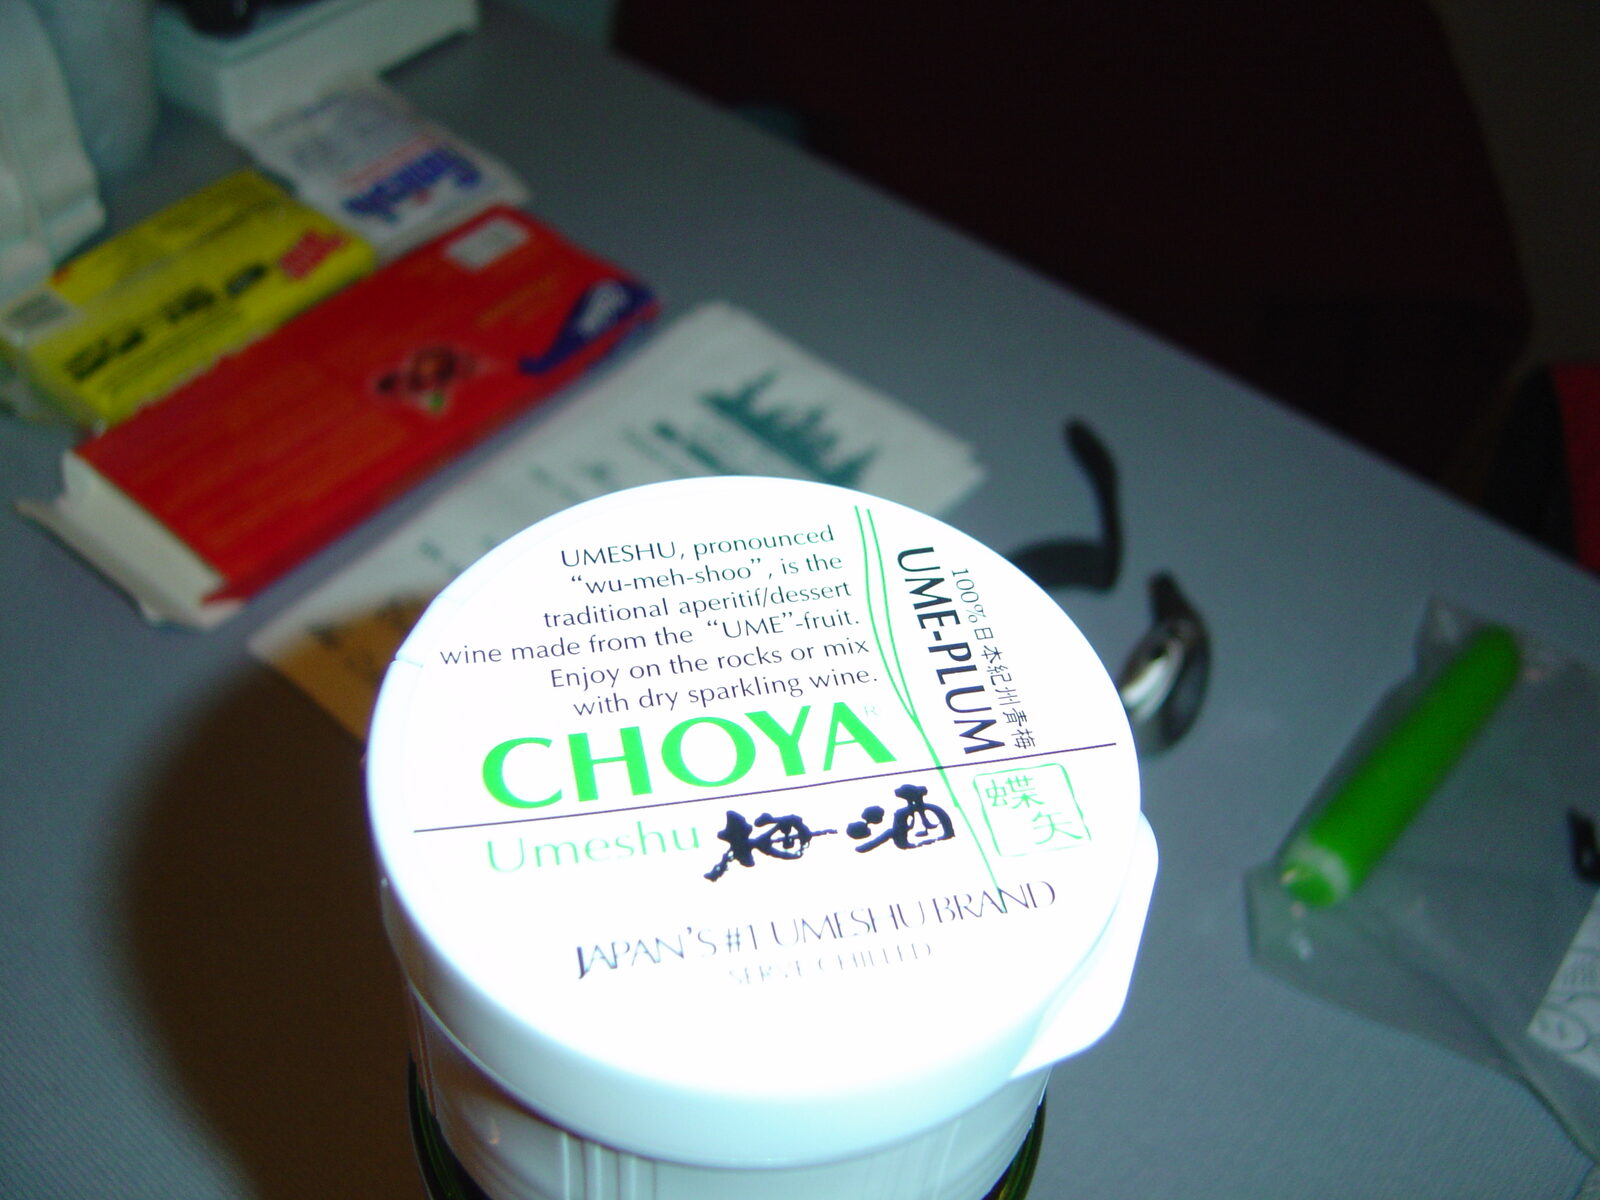 UMESHU, pronounced
"wu-meh-shoo", is the
traditional aperitif/dessert
wine made from the "UME"-fruit.
Enjoy on the rocks or mix
with dry sparkling wine.
100%日本紀州青梅
UME-PLUM
CHOYA®
Umeshu 梅酒
蝶
矢
JAPAN'S #1 UMESHU BRAND
SERVE CHILLED